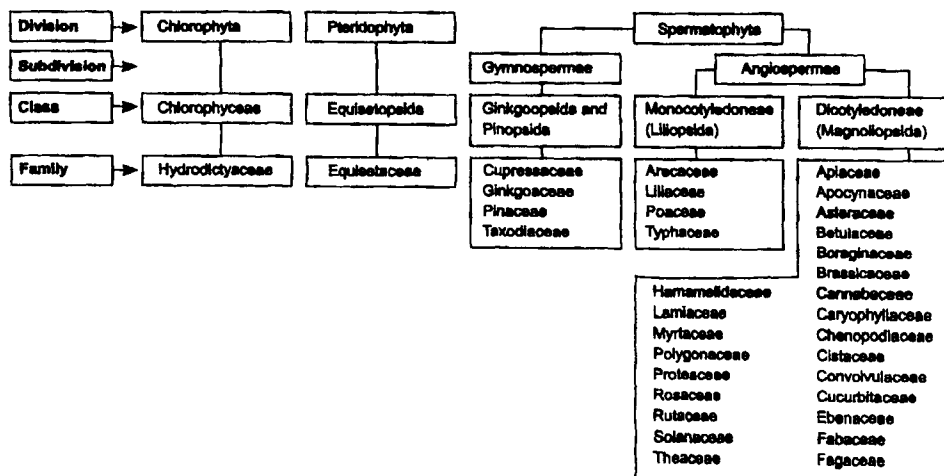 Division
Chlorophyta
Pteridophyta
Spermatophyta
Subdivision
Gymnospermae
Angiospermae
Class
Chlorophyceae
Equisetopsida
Ginkgoopsida and
Pinopsida
Monocotyledoneae
(Liliopsida)
Dicotyledoneae
(Magnoliopsida)
Family
Hydrodictyaceae
Equisetaceae
Cupressaceae
Ginkgoaceae
Pinaceae
Taxodiaceae
Arecaceae
Liliaceae
Poaceae
Typhaceae
Apiaceae
Apocynaceae
Asteraceae
Betulaceae
Boraginaceae
Brassicaceae
Cannabaceae
Caryophyllaceae
Chenopodiaceae
Cistaceae
Convolvulaceae
Cucurbitaceae
Ebenaceae
Fabaceae
Fagaceae
Hamamelidaceae
Lamiaceae
Myrtaceae
Polygonaceae
Proteaceae
Rosaceae
Rutaceae
Solanaceae
Theaceae